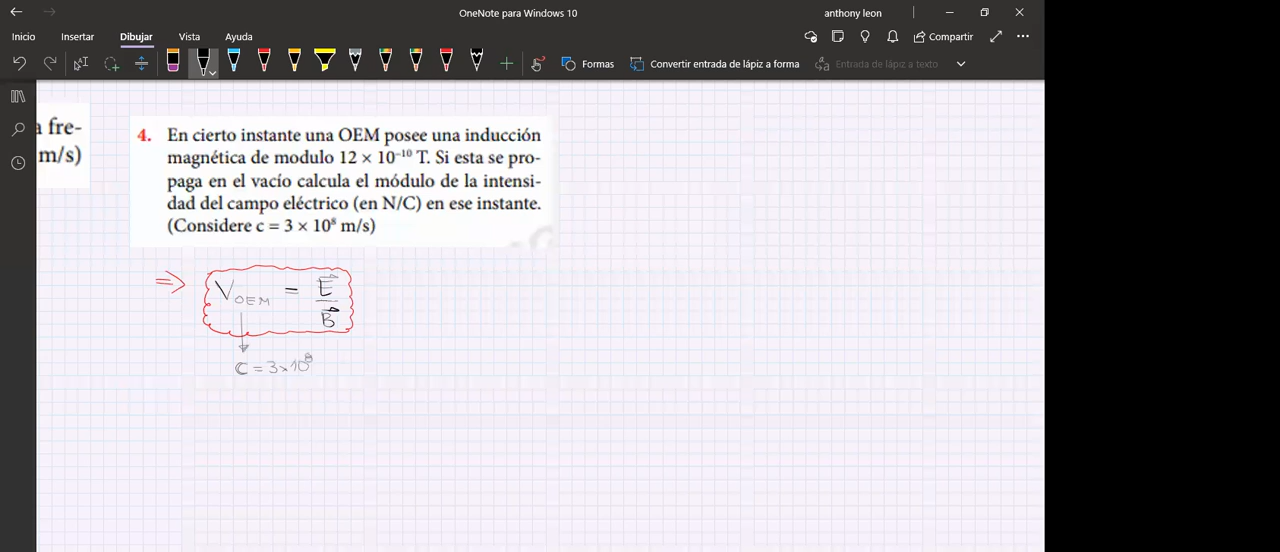 OneNote para Windows 10
anthony leon
Inicio
Insertar
Dibujar
Vista
Ayuda
Compartir
Formas
Convertir entrada de lápiz a forma
Entrada de lápiz a texto
a fre-
m/s)
4. En cierto instante una OEM posee una inducción
magnética de modulo 12 × 10⁻¹⁰ T. Si esta se pro-
paga en el vacío calcula el módulo de la intensi-
dad del campo eléctrico (en N/C) en ese instante.
(Considere c = 3 × 10⁸ m/s)
⇒ V_OEM = E⃗ / B⃗
C = 3×10⁸